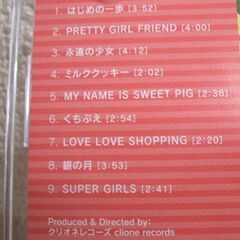 1. はじめの一歩 [3:52]
2. PRETTY GIRL FRIEND [4:00]
3. 永遠の少女 [4:12]
4. ミルククッキー [2:02]
5. MY NAME IS SWEET PIG [2:36]
6. くちぶえ [5:54]
7. LOVE LOVE SHOPPING [2:20]
8. 銀の月 [3:53]
9. SUPER GIRLS [2:41]
Produced & Directed by:
クリオネレコーズ clione records